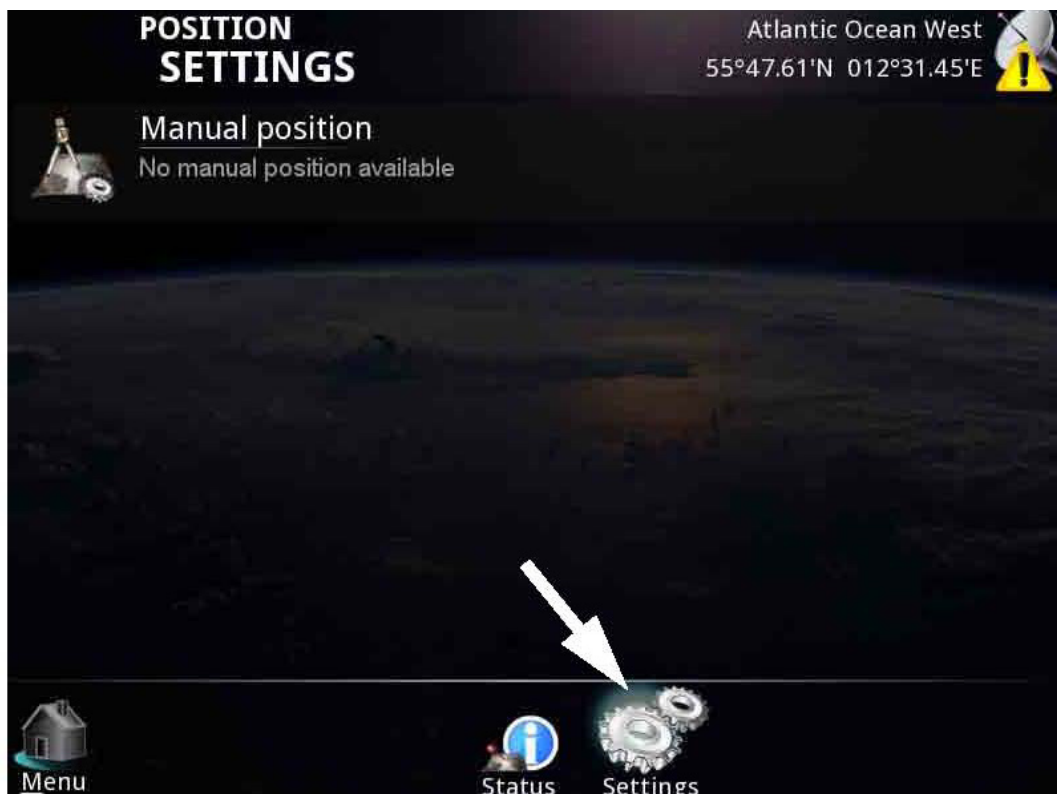 POSITION
SETTINGS
Atlantic Ocean West
55°47.61'N 012°31.45'E
Manual position
No manual position available
Menu
Status
Settings